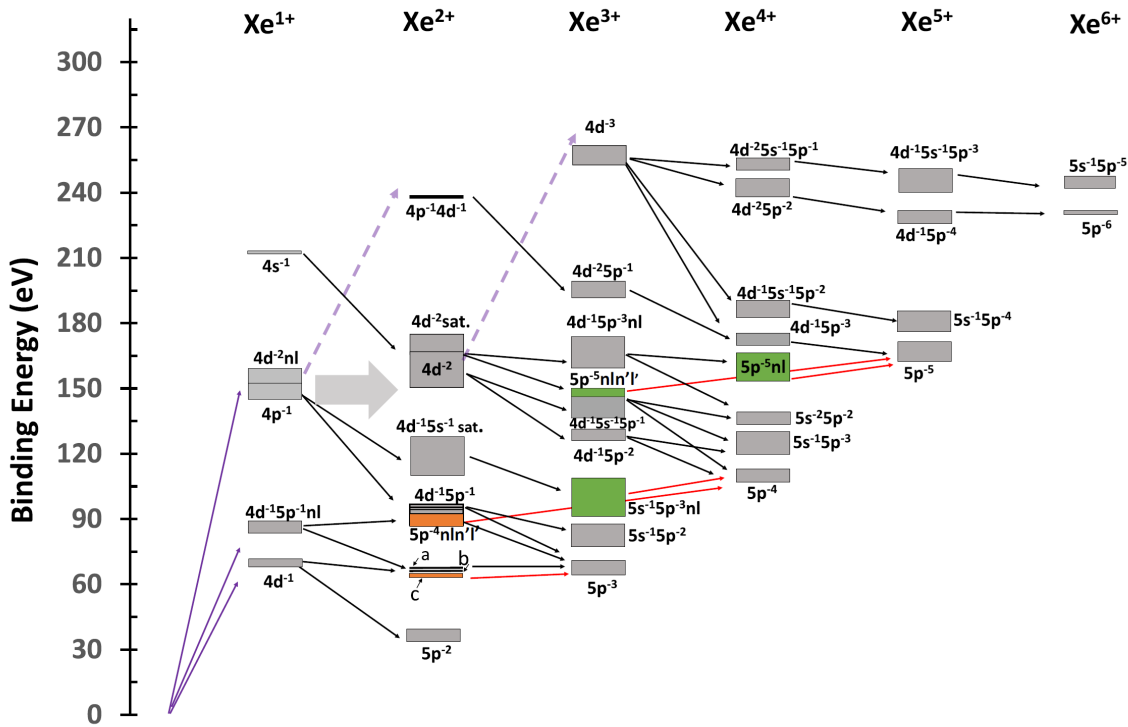 Xe1+ Xe2+ Xe3+ Xe4+ Xe5+ Xe6+
Binding Energy (eV)
300
270
240
210
180
150
120
90
60
30
0
4s-1
4d-2nl
4p-1
4d-15p-1nl
4d-1
4p-14d-1
4d-2sat.
4d-2
4d-15s-1 sat.
4d-15p-1
5p-4nln'l'
a
b
c
5p-2
4d-3
4d-25p-1
4d-15p-3nl
5p-5nln'l'
4d-15s-15p-1
4d-15p-2
5s-15p-3nl
5s-15p-2
5p-3
4d-25s-15p-1
4d-25p-2
4d-15s-15p-2
4d-15p-3
5p-5nl
5s-25p-2
5s-15p-3
5p-4
4d-15s-15p-3
4d-15p-4
5s-15p-4
5p-5
5s-15p-5
5p-6